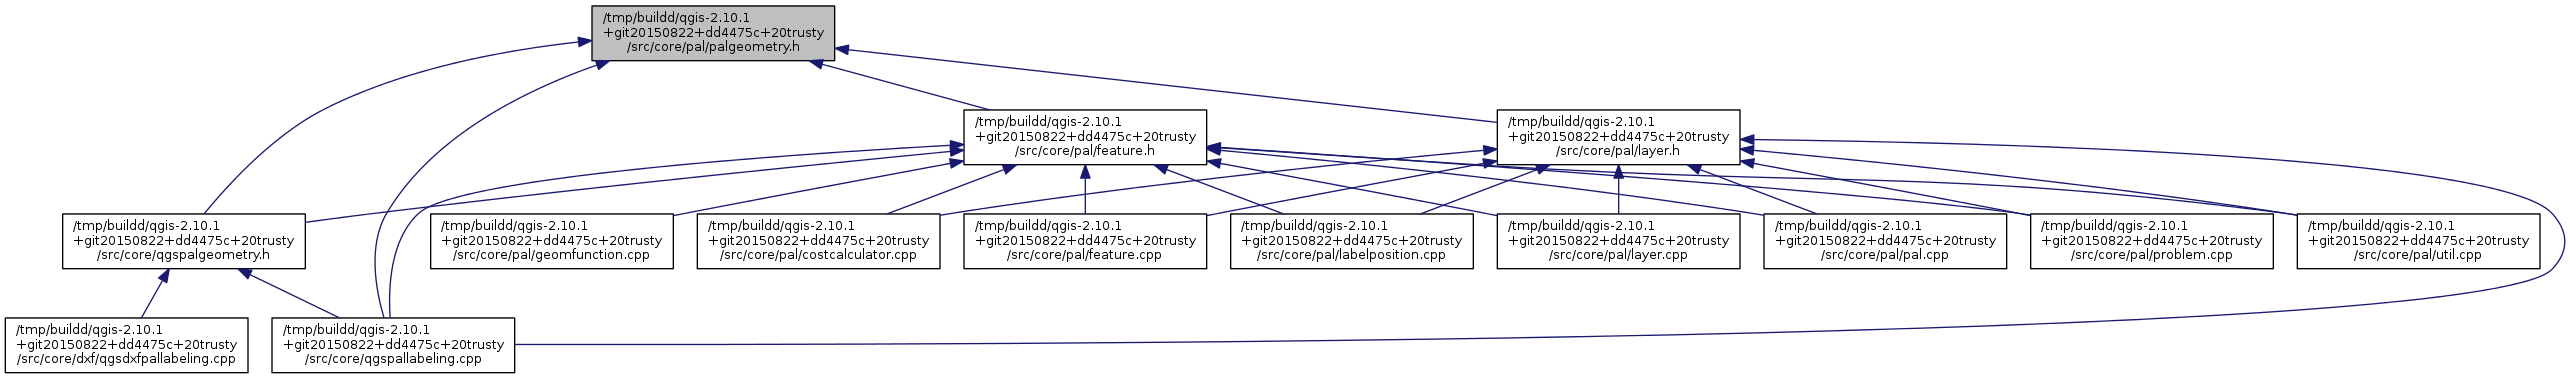 /tmp/buildd/qgis-2.10.1
+git20150822+dd4475c+20trusty
/src/core/pal/palgeometry.h
/tmp/buildd/qgis-2.10.1
+git20150822+dd4475c+20trusty
/src/core/pal/feature.h
/tmp/buildd/qgis-2.10.1
+git20150822+dd4475c+20trusty
/src/core/pal/layer.h
/tmp/buildd/qgis-2.10.1
+git20150822+dd4475c+20trusty
/src/core/qgspalgeometry.h
/tmp/buildd/qgis-2.10.1
+git20150822+dd4475c+20trusty
/src/core/pal/geomfunction.cpp
/tmp/buildd/qgis-2.10.1
+git20150822+dd4475c+20trusty
/src/core/pal/costcalculator.cpp
/tmp/buildd/qgis-2.10.1
+git20150822+dd4475c+20trusty
/src/core/pal/feature.cpp
/tmp/buildd/qgis-2.10.1
+git20150822+dd4475c+20trusty
/src/core/pal/labelposition.cpp
/tmp/buildd/qgis-2.10.1
+git20150822+dd4475c+20trusty
/src/core/pal/layer.cpp
/tmp/buildd/qgis-2.10.1
+git20150822+dd4475c+20trusty
/src/core/pal/pal.cpp
/tmp/buildd/qgis-2.10.1
+git20150822+dd4475c+20trusty
/src/core/pal/problem.cpp
/tmp/buildd/qgis-2.10.1
+git20150822+dd4475c+20trusty
/src/core/pal/util.cpp
/tmp/buildd/qgis-2.10.1
+git20150822+dd4475c+20trusty
/src/core/dxf/qgsdxfpallabeling.cpp
/tmp/buildd/qgis-2.10.1
+git20150822+dd4475c+20trusty
/src/core/qgspallabeling.cpp